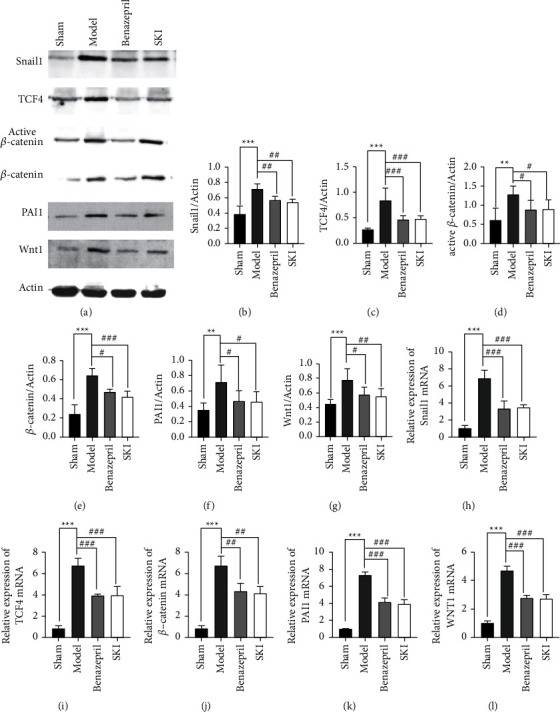 Sham Model Benazepril SKI
Snail1
TCF4
Active
β-catenin
β-catenin
PAI1
Wnt1
Actin
(a)
Snail1/Actin
1.0
0.8
0.6
0.4
0.2
0.0
***
##
##
Sham Model Benazepril SKI
(b)
TCF4/Actin
1.5
1.0
0.5
0.0
***
###
###
Sham Model Benazepril SKI
(c)
active β-catenin/Actin
2.0
1.5
1.0
0.5
0.0
**
#
#
Sham Model Benazepril SKI
(d)
β-catenin/Actin
0.8
0.6
0.4
0.2
0.0
***
###
#
Sham Model Benazepril SKI
(e)
PAI1/Actin
1.0
0.8
0.6
0.4
0.2
0.0
**
#
#
Sham Model Benazepril SKI
(f)
Wnt1/Actin
1.0
0.8
0.6
0.4
0.2
0.0
***
##
#
Sham Model Benazepril SKI
(g)
Relative expression of
Snail1 mRNA
10
8
6
4
2
0
***
###
###
Sham Model Benazepril SKI
(h)
Relative expression of
TCF4 mRNA
8
6
4
2
0
***
###
###
Sham Model Benazepril SKI
(i)
Relative expression of
β-catenin mRNA
8
6
4
2
0
***
##
##
Sham Model Benazepril SKI
(j)
Relative expression of
PAI1 mRNA
10
8
6
4
2
0
***
###
###
Sham Model Benazepril SKI
(k)
Relative expression of
WNT1 mRNA
6
4
2
0
***
###
###
Sham Model Benazepril SKI
(l)